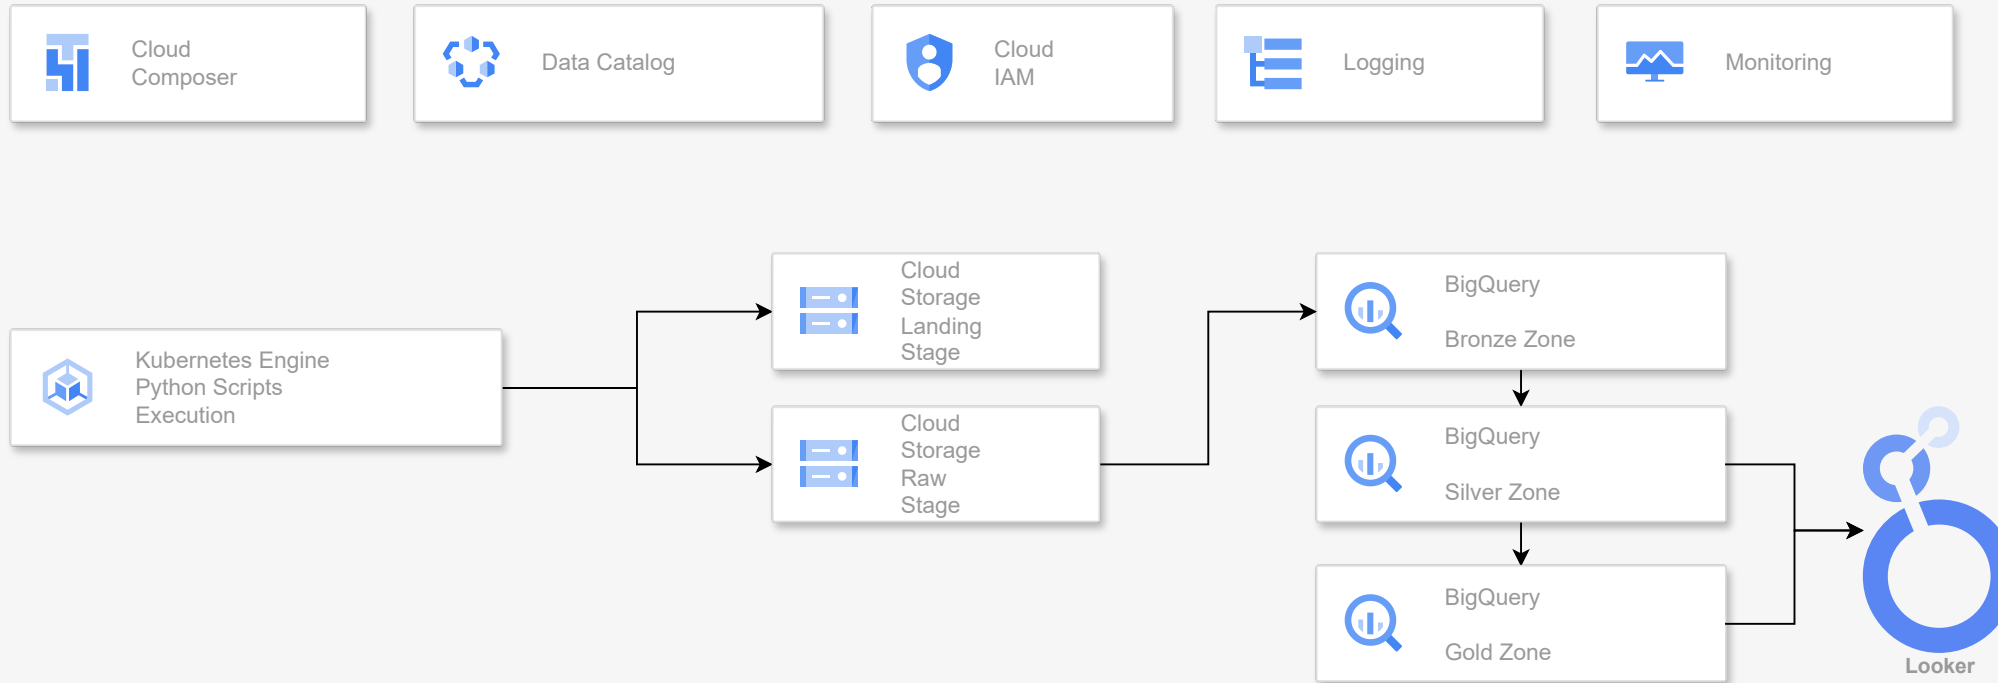 Cloud
Composer
Data Catalog
Cloud
IAM
Logging
Monitoring
Kubernetes Engine
Python Scripts
Execution
Cloud
Storage
Landing
Stage
Cloud
Storage
Raw
Stage
BigQuery
Bronze Zone
BigQuery
Silver Zone
BigQuery
Gold Zone
Looker